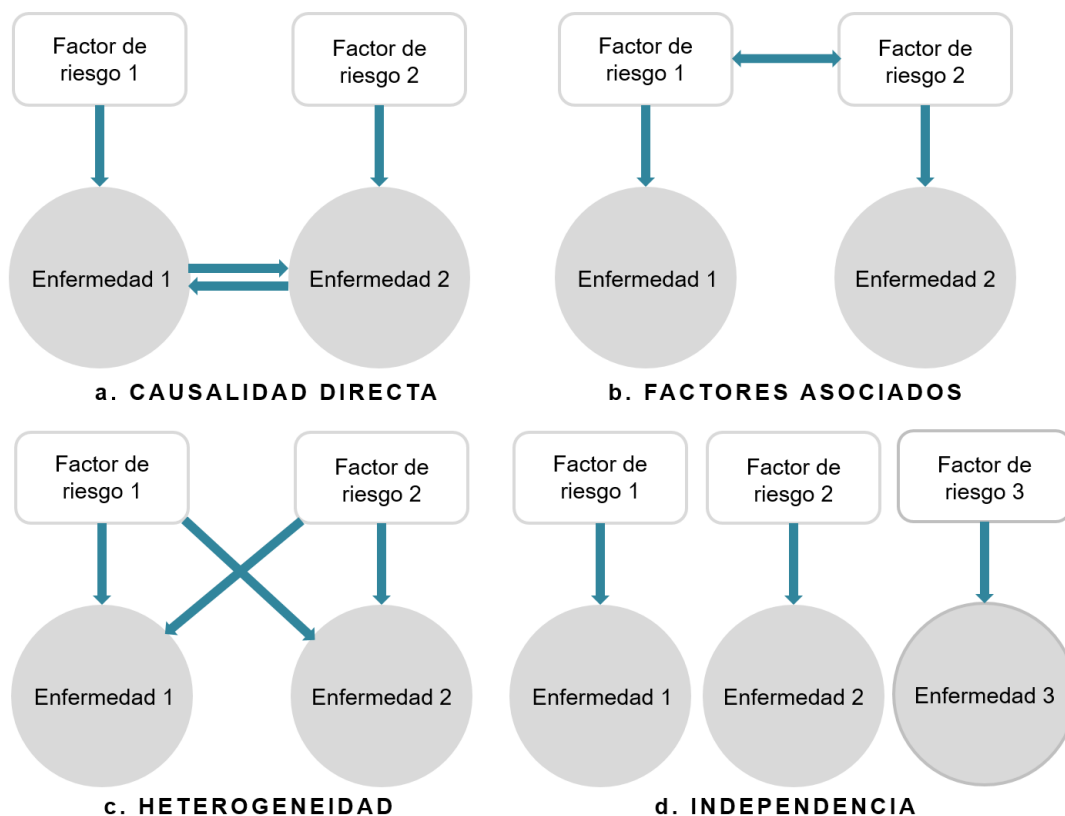 Factor de
riesgo 1
Factor de
riesgo 2
Enfermedad 1
Enfermedad 2
a. CAUSALIDAD DIRECTA
Factor de
riesgo 1
Factor de
riesgo 2
Enfermedad 1
Enfermedad 2
b. FACTORES ASOCIADOS
Factor de
riesgo 1
Factor de
riesgo 2
Enfermedad 1
Enfermedad 2
c. HETEROGENEIDAD
Factor de
riesgo 1
Factor de
riesgo 2
Factor de
riesgo 3
Enfermedad 1
Enfermedad 2
Enfermedad 3
d. INDEPENDENCIA